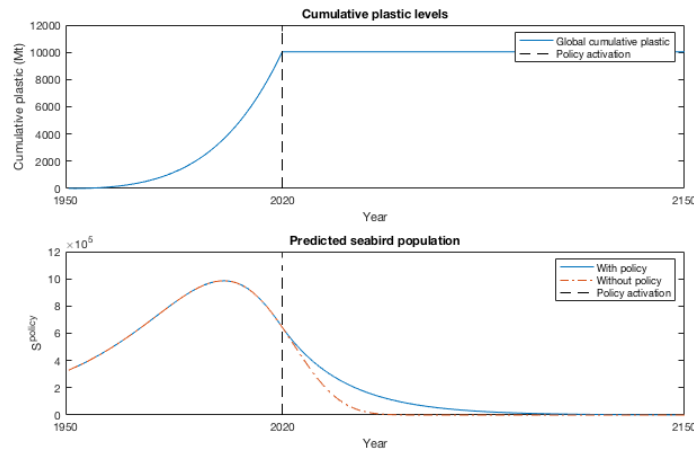 Cumulative plastic levels
12000
10000
8000
6000
4000
2000
0
Cumulative plastic (Mt)
Global cumulative plastic
Policy activation
1950
2020
2150
Year
Predicted seabird population
×10⁵
12
10
8
6
4
2
0
S^policy
With policy
Without policy
Policy activation
1950
2020
2150
Year